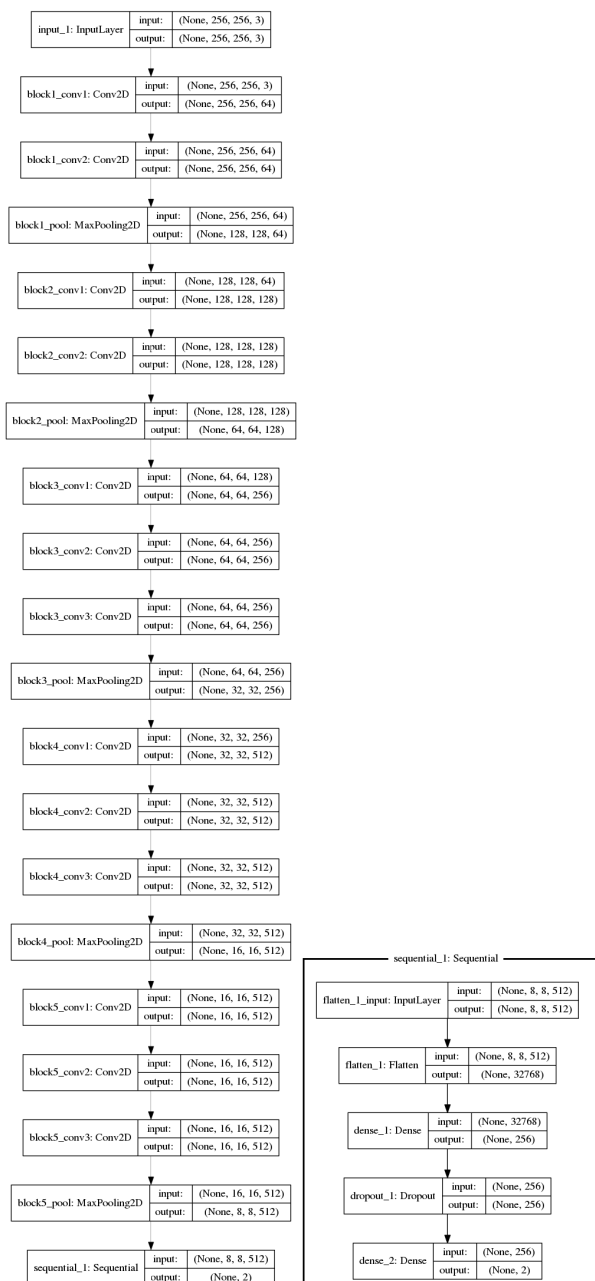 input_1: InputLayer
input: (None, 256, 256, 3)
output: (None, 256, 256, 3)
block1_conv1: Conv2D
input: (None, 256, 256, 3)
output: (None, 256, 256, 64)
block1_conv2: Conv2D
input: (None, 256, 256, 64)
output: (None, 256, 256, 64)
block1_pool: MaxPooling2D
input: (None, 256, 256, 64)
output: (None, 128, 128, 64)
block2_conv1: Conv2D
input: (None, 128, 128, 64)
output: (None, 128, 128, 128)
block2_conv2: Conv2D
input: (None, 128, 128, 128)
output: (None, 128, 128, 128)
block2_pool: MaxPooling2D
input: (None, 128, 128, 128)
output: (None, 64, 64, 128)
block3_conv1: Conv2D
input: (None, 64, 64, 128)
output: (None, 64, 64, 256)
block3_conv2: Conv2D
input: (None, 64, 64, 256)
output: (None, 64, 64, 256)
block3_conv3: Conv2D
input: (None, 64, 64, 256)
output: (None, 64, 64, 256)
block3_pool: MaxPooling2D
input: (None, 64, 64, 256)
output: (None, 32, 32, 256)
block4_conv1: Conv2D
input: (None, 32, 32, 256)
output: (None, 32, 32, 512)
block4_conv2: Conv2D
input: (None, 32, 32, 512)
output: (None, 32, 32, 512)
block4_conv3: Conv2D
input: (None, 32, 32, 512)
output: (None, 32, 32, 512)
block4_pool: MaxPooling2D
input: (None, 32, 32, 512)
output: (None, 16, 16, 512)
block5_conv1: Conv2D
input: (None, 16, 16, 512)
output: (None, 16, 16, 512)
block5_conv2: Conv2D
input: (None, 16, 16, 512)
output: (None, 16, 16, 512)
block5_conv3: Conv2D
input: (None, 16, 16, 512)
output: (None, 16, 16, 512)
block5_pool: MaxPooling2D
input: (None, 16, 16, 512)
output: (None, 8, 8, 512)
sequential_1: Sequential
input: (None, 8, 8, 512)
output: (None, 2)
sequential_1: Sequential
flatten_1_input: InputLayer
input: (None, 8, 8, 512)
output: (None, 8, 8, 512)
flatten_1: Flatten
input: (None, 8, 8, 512)
output: (None, 32768)
dense_1: Dense
input: (None, 32768)
output: (None, 256)
dropout_1: Dropout
input: (None, 256)
output: (None, 256)
dense_2: Dense
input: (None, 256)
output: (None, 2)